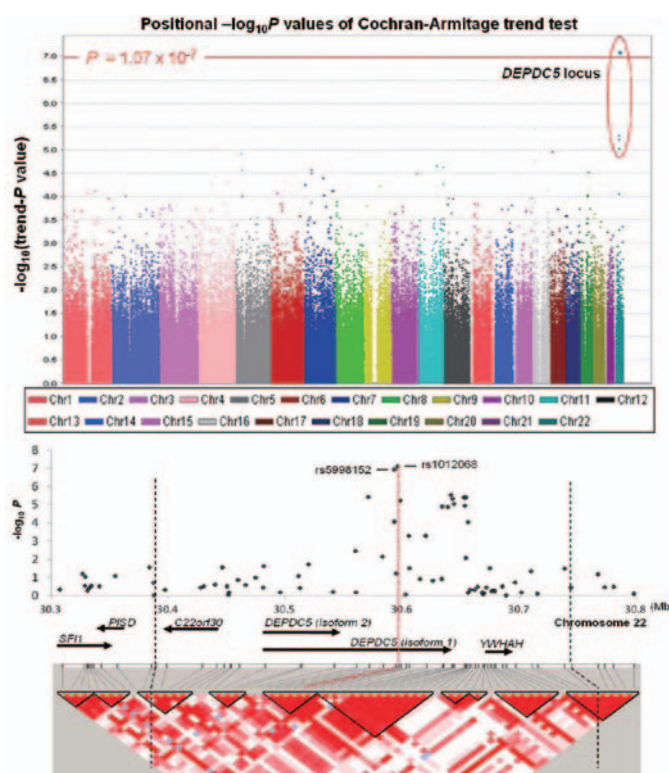 Positional –log₁₀P values of Cochran-Armitage trend test
P = 1.07 x 10⁻⁷
DEPDC5 locus
-log₁₀(trend-P value)
7.0
6.5
6.0
5.5
5.0
4.5
4.0
3.5
3.0
2.5
2.0
1.5
1.0
0.5
0.0
Chr1 Chr2 Chr3 Chr4 Chr5 Chr6 Chr7 Chr8 Chr9 Chr10 Chr11 Chr12
Chr13 Chr14 Chr15 Chr16 Chr17 Chr18 Chr19 Chr20 Chr21 Chr22
-log₁₀ P
8
7
6
5
4
3
2
1
0
rs5998152 rs1012068
30.3 30.4 30.5 30.6 30.7 30.8 (Mb
PISD C22orf30 DEPDC5 (isoform 2) Chromosome 22
SFI1 DEPDC5 (isoform 1) YWHAH